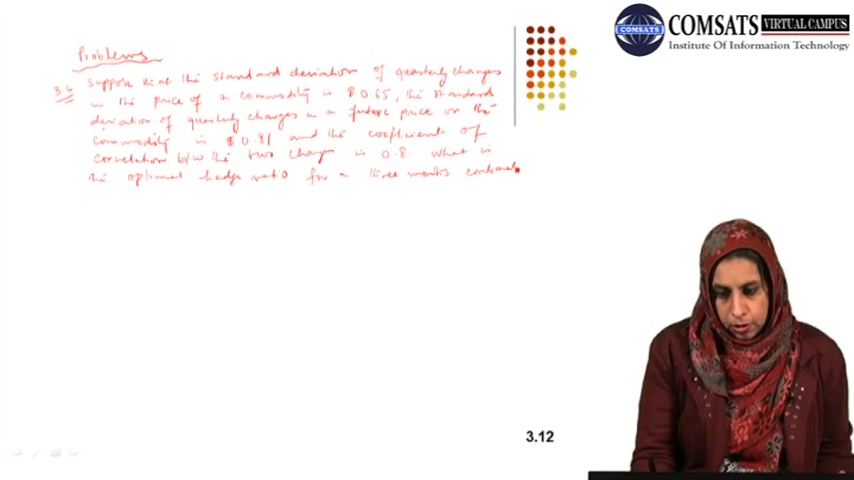 COMSATS VIRTUAL CAMPUS
Institute Of Information Technology
Problems
3.6 Suppose that the standard deviation of quarterly changes
in the price of a commodity is $0.65, the standard
deviation of quarterly changes in a future price on the
commodity is $0.81 and the coefficient of
correlation b/w the two changes is 0.8. What is
the optimal hedge ratio for a three months contract
3.12